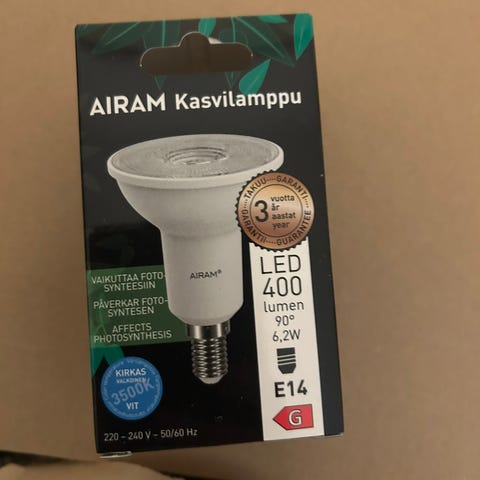 AIRAM Kasvilamppu
TAKUU - GARANTI
3 vuotta
år
aastat
year
GARANTII - GUARANTEE
AIRAM®
LED
400
lumen
90°
6,2W
E14
G
VAIKUTTAA FOTO-
SYNTEESIIN
PÅVERKAR FOTO-
SYNTESEN
AFFECTS
PHOTOSYNTHESIS
KIRKAS
VALKOINEN
3500K
VIT
220 – 240 V – 50/60 Hz